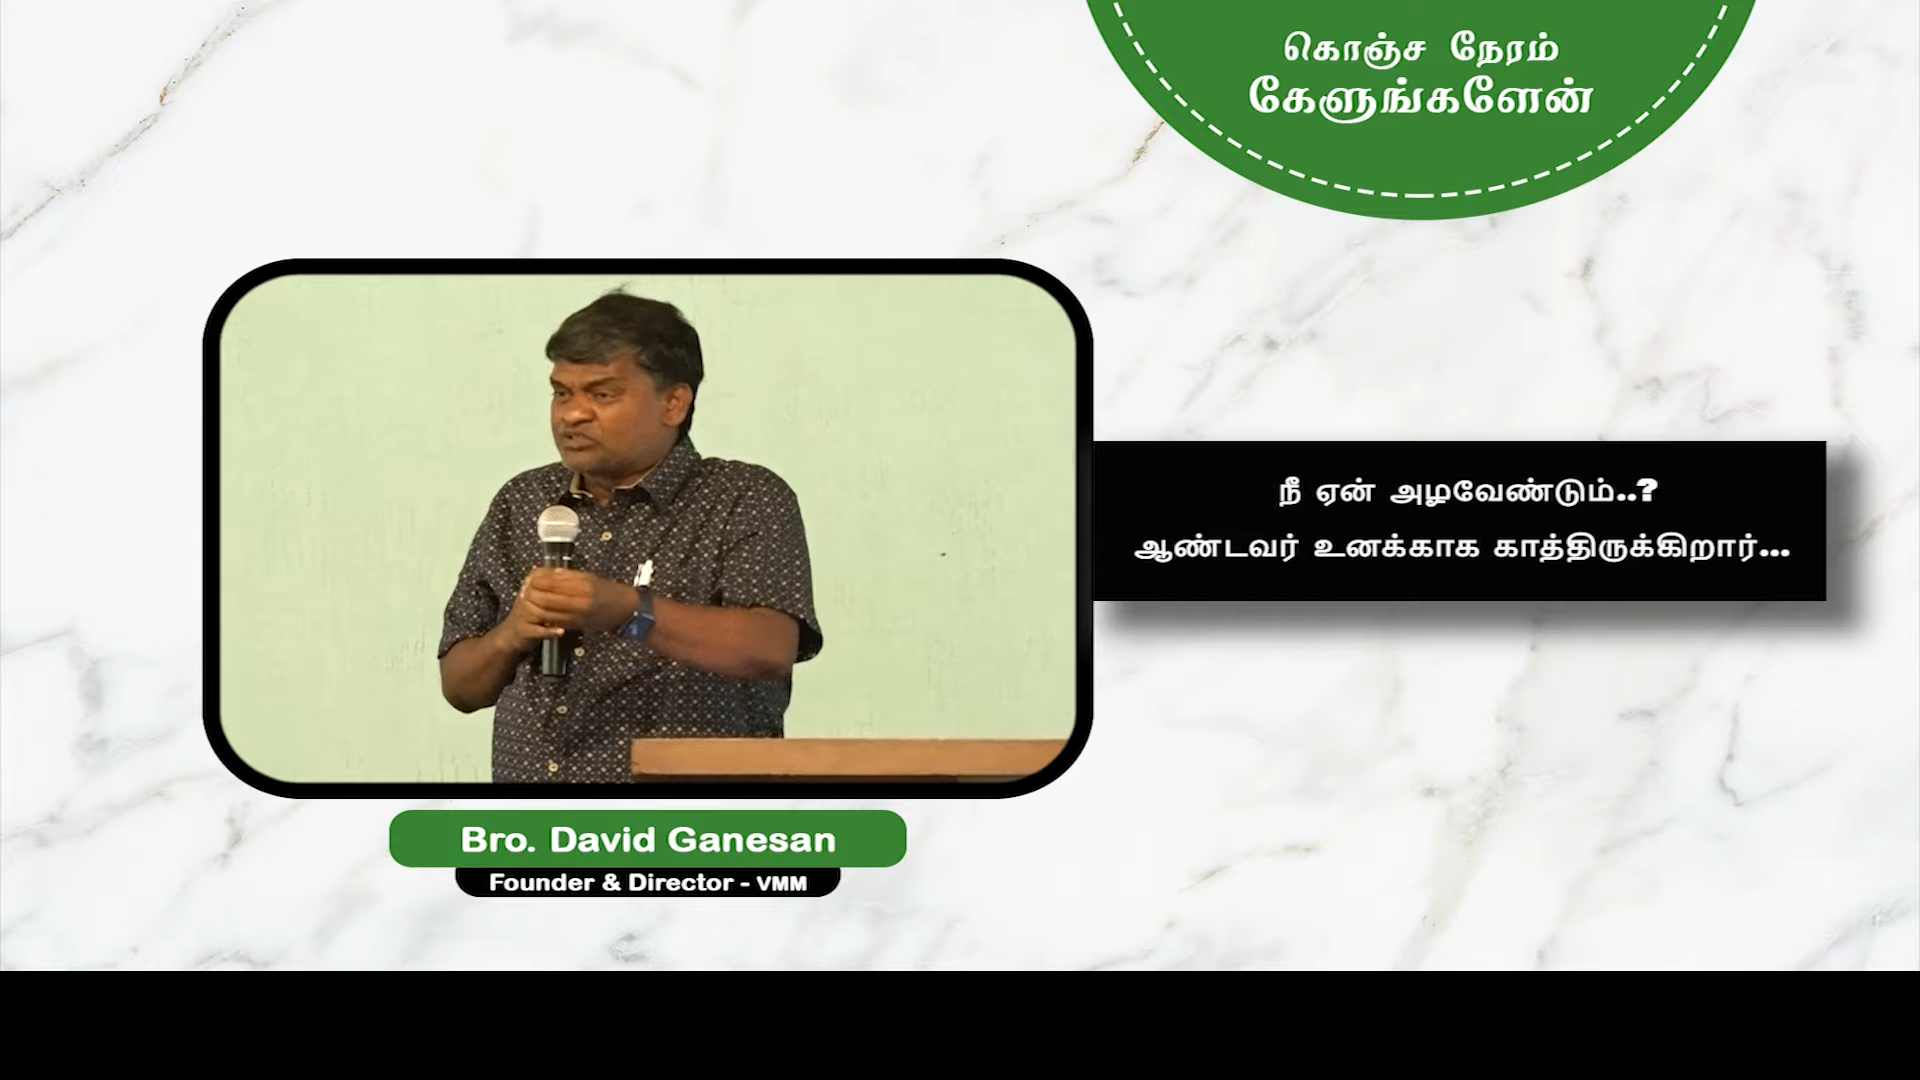 கொஞ்ச நேரம்
கேளுங்களேன்
நீ ஏன் அழவேண்டும்..?
ஆண்டவர் உனக்காக காத்திருக்கிறார்...
Bro. David Ganesan
Founder & Director - VMM